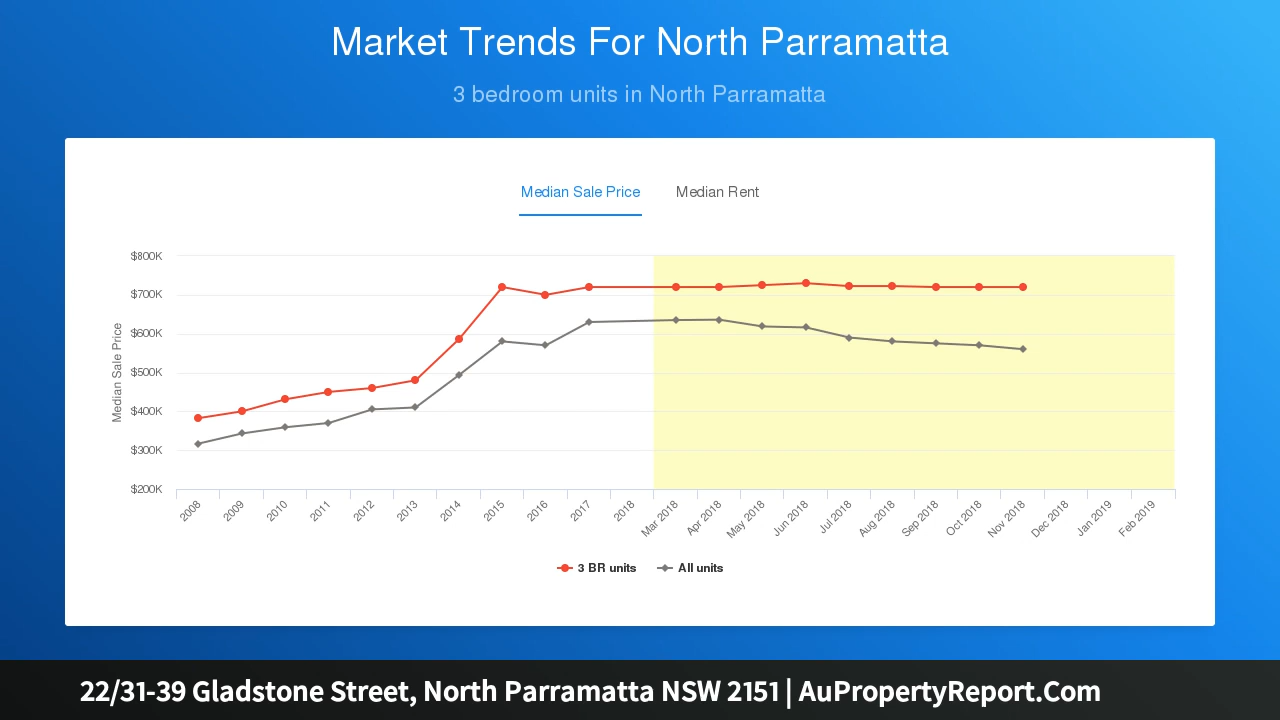 Market Trends For North Parramatta
3 bedroom units in North Parramatta
Median Sale Price
Median Rent
Median Sale Price
$800K
$700K
$600K
$500K
$400K
$300K
$200K
2008
2009
2010
2011
2012
2013
2014
2015
2016
2017
2018
Mar 2018
Apr 2018
May 2018
Jun 2018
Jul 2018
Aug 2018
Sep 2018
Oct 2018
Nov 2018
Dec 2018
Jan 2019
Feb 2019
3 BR units
All units
22/31-39 Gladstone Street, North Parramatta NSW 2151 | AuPropertyReport.Com